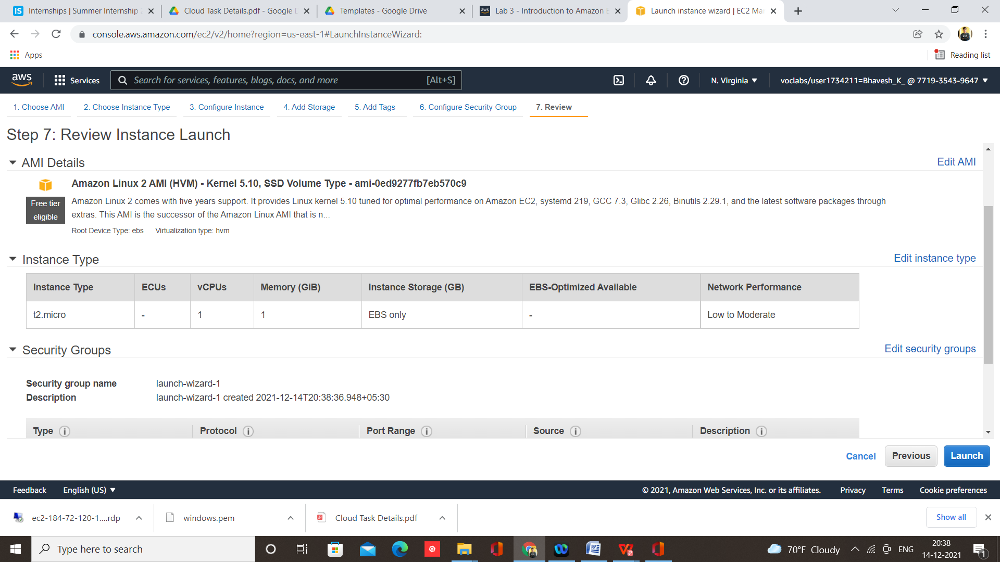 Internships | Summer Internship
Cloud Task Details.pdf - Google D
Templates - Google Drive
Lab 3 - Introduction to Amazon E
Launch instance wizard | EC2 Ma
console.aws.amazon.com/ec2/v2/home?region=us-east-1#LaunchInstanceWizard:
Apps
Reading list
aws
Services
Search for services, features, blogs, docs, and more
[Alt+S]
N. Virginia
voclabs/user1734211=Bhavesh_K_ @ 7719-3543-9647
1. Choose AMI
2. Choose Instance Type
3. Configure Instance
4. Add Storage
5. Add Tags
6. Configure Security Group
7. Review
Step 7: Review Instance Launch
AMI Details
Edit AMI
Amazon Linux 2 AMI (HVM) - Kernel 5.10, SSD Volume Type - ami-0ed9277fb7eb570c9
Free tier
eligible
Amazon Linux 2 comes with five years support. It provides Linux kernel 5.10 tuned for optimal performance on Amazon EC2, systemd 219, GCC 7.3, Glibc 2.26, Binutils 2.29.1, and the latest software packages through
extras. This AMI is the successor of the Amazon Linux AMI that is n...
Root Device Type: ebs Virtualization type: hvm
Instance Type
Edit instance type
Instance Type ECUs vCPUs Memory (GiB) Instance Storage (GB) EBS-Optimized Available Network Performance
t2.micro - 1 1 EBS only - Low to Moderate
Security Groups
Edit security groups
Security group name launch-wizard-1
Description launch-wizard-1 created 2021-12-14T20:38:36.948+05:30
Type Protocol Port Range Source Description
Cancel Previous Launch
Feedback English (US)
© 2021, Amazon Web Services, Inc. or its affiliates. Privacy Terms Cookie preferences
ec2-184-72-120-1....rdp
windows.pem
Cloud Task Details.pdf
Show all
Type here to search
70°F Cloudy
ENG
20:38
14-12-2021
1